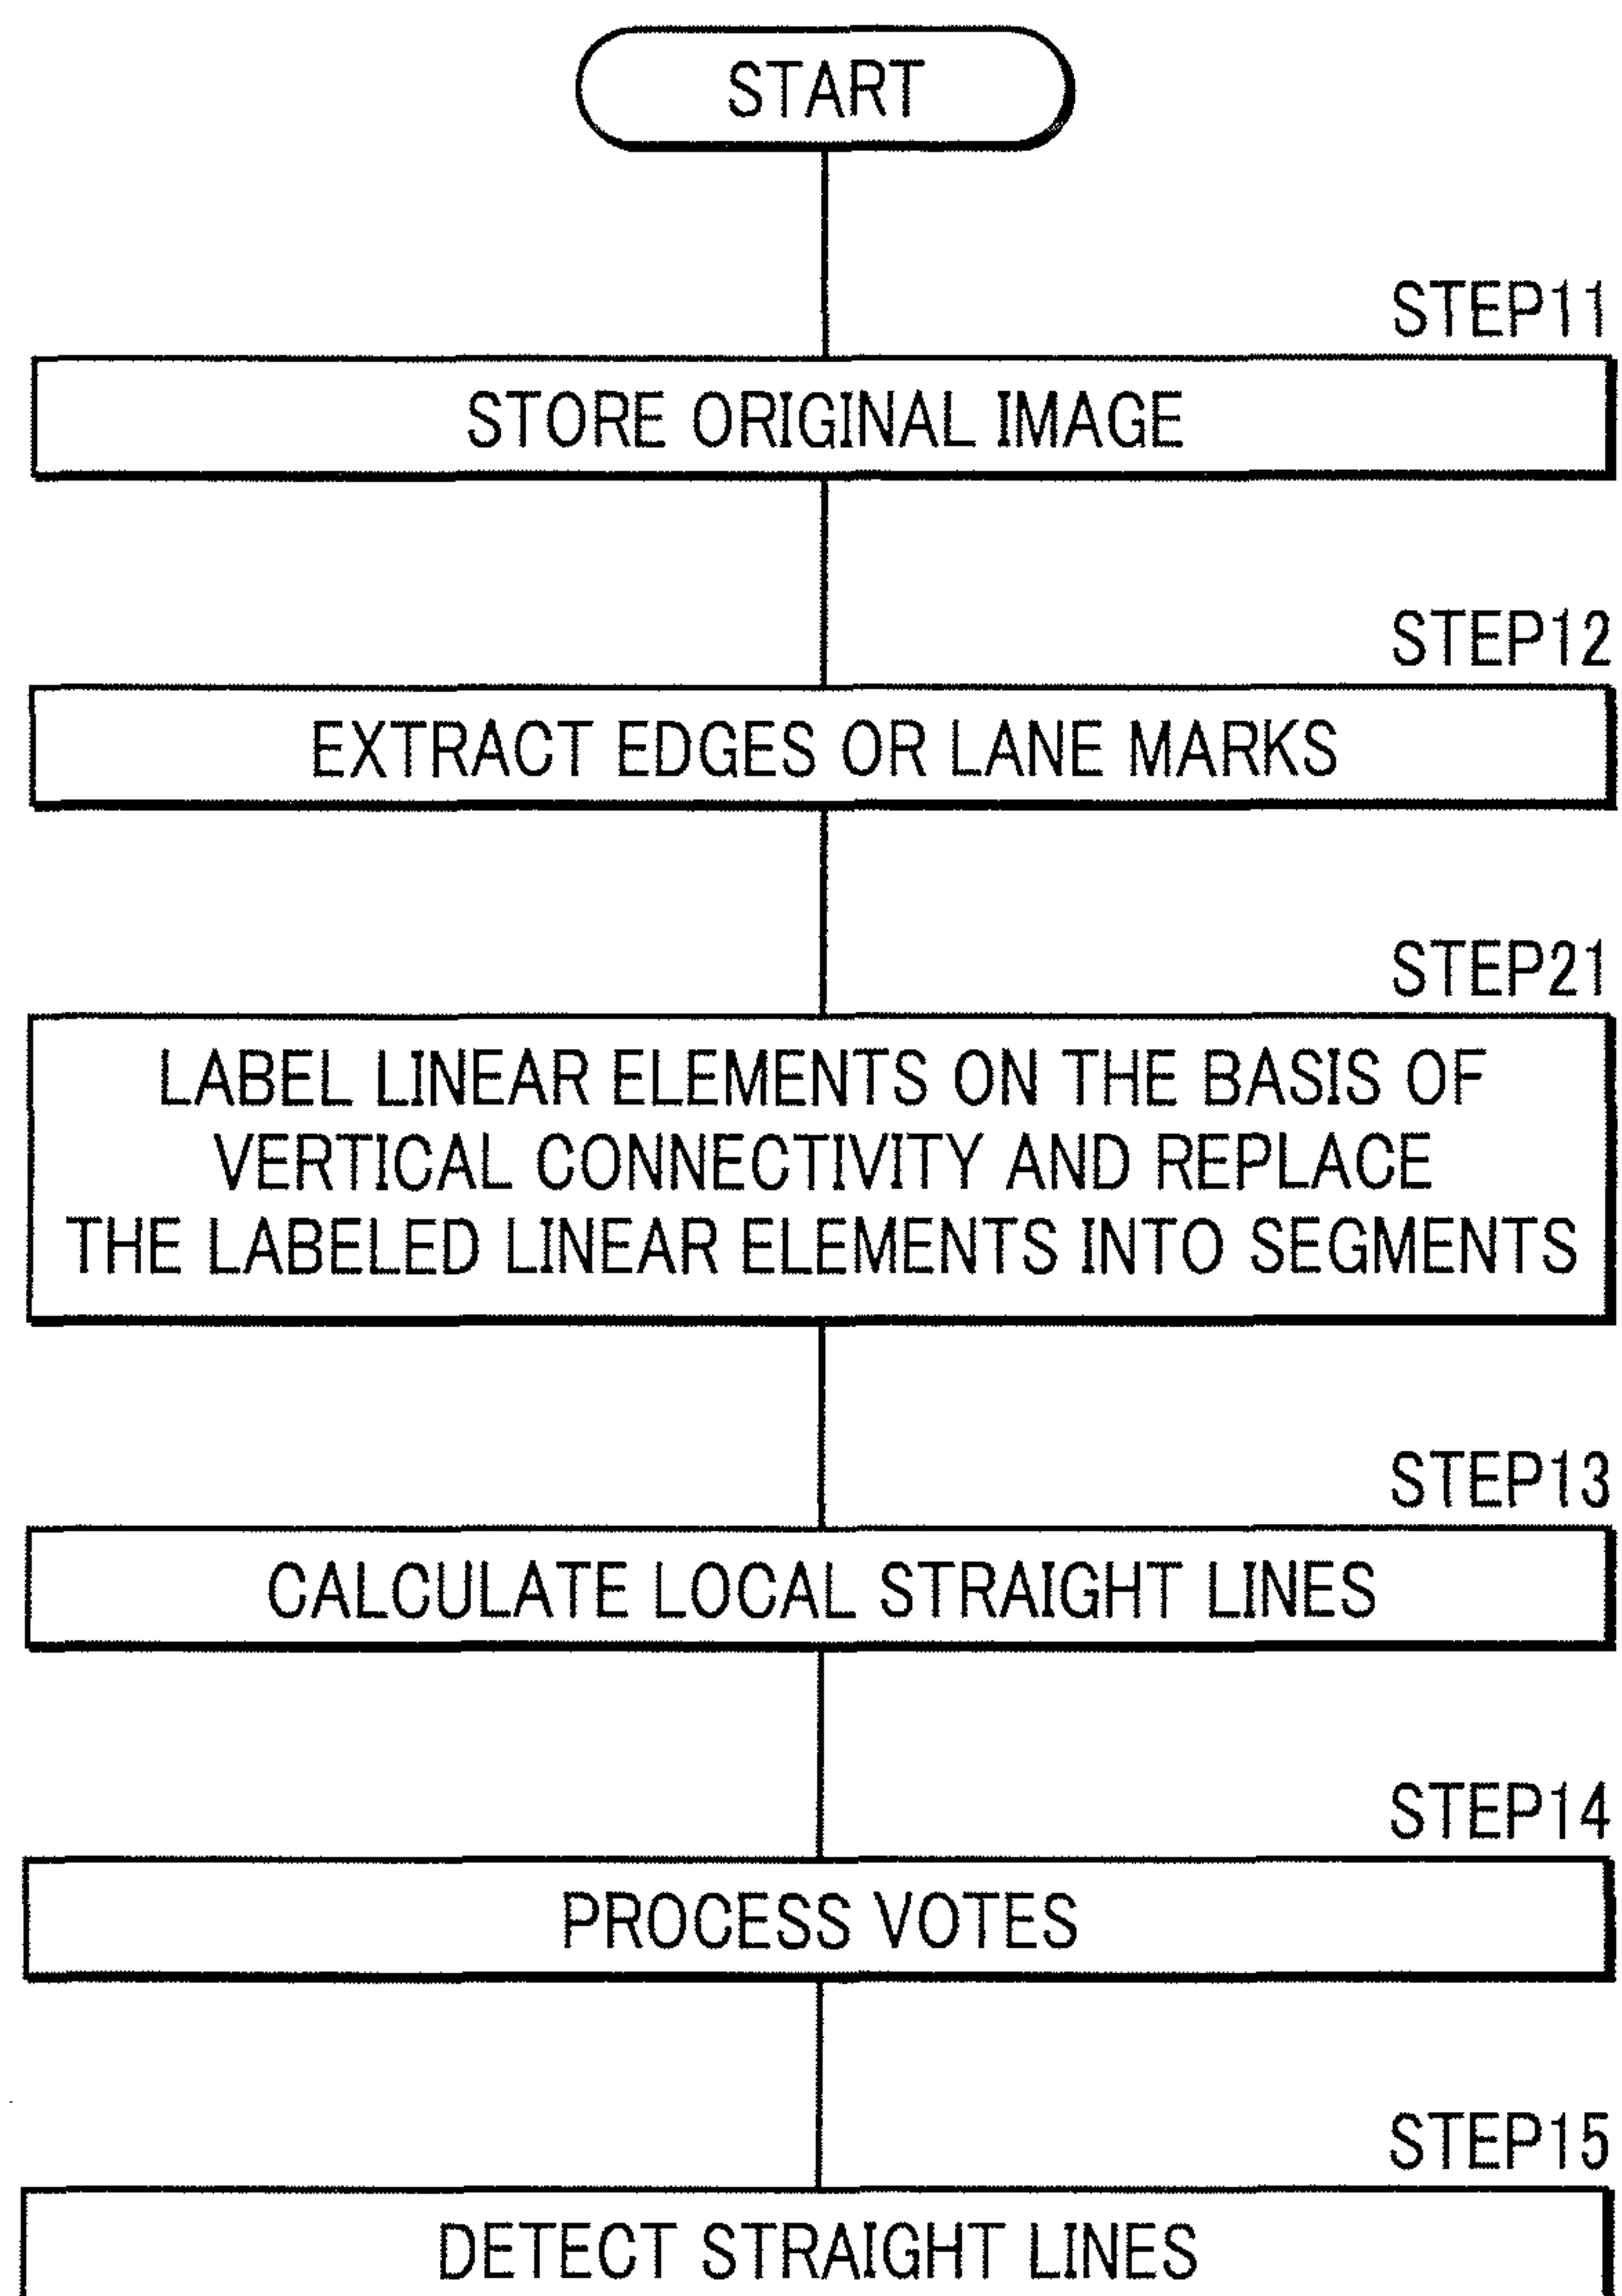 START
STEP11
STORE ORIGINAL IMAGE
STEP12
EXTRACT EDGES OR LANE MARKS
STEP21
LABEL LINEAR ELEMENTS ON THE BASIS OF
VERTICAL CONNECTIVITY AND REPLACE
THE LABELED LINEAR ELEMENTS INTO SEGMENTS
STEP13
CALCULATE LOCAL STRAIGHT LINES
STEP14
PROCESS VOTES
STEP15
DETECT STRAIGHT LINES